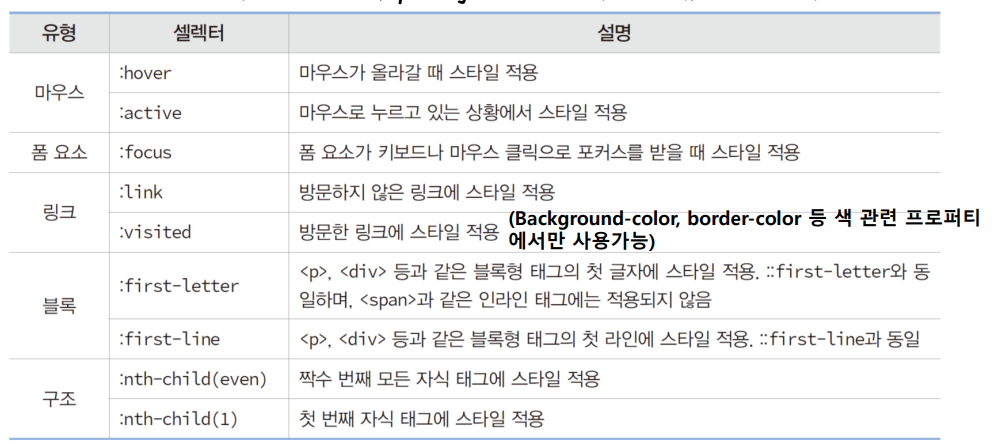 유형 셀렉터 설명
마우스 :hover 마우스가 올라갈 때 스타일 적용
:active 마우스로 누르고 있는 상황에서 스타일 적용
폼 요소 :focus 폼 요소가 키보드나 마우스 클릭으로 포커스를 받을 때 스타일 적용
링크 :link 방문하지 않은 링크에 스타일 적용
:visited 방문한 링크에 스타일 적용 (Background-color, border-color 등 색 관련 프로퍼티
에서만 사용가능)
블록 :first-letter <p>, <div> 등과 같은 블록형 태그의 첫 글자에 스타일 적용. ::first-letter와 동
일하며, <span>과 같은 인라인 태그에는 적용되지 않음
:first-line <p>, <div> 등과 같은 블록형 태그의 첫 라인에 스타일 적용. ::first-line과 동일
구조 :nth-child(even) 짝수 번째 모든 자식 태그에 스타일 적용
:nth-child(1) 첫 번째 자식 태그에 스타일 적용